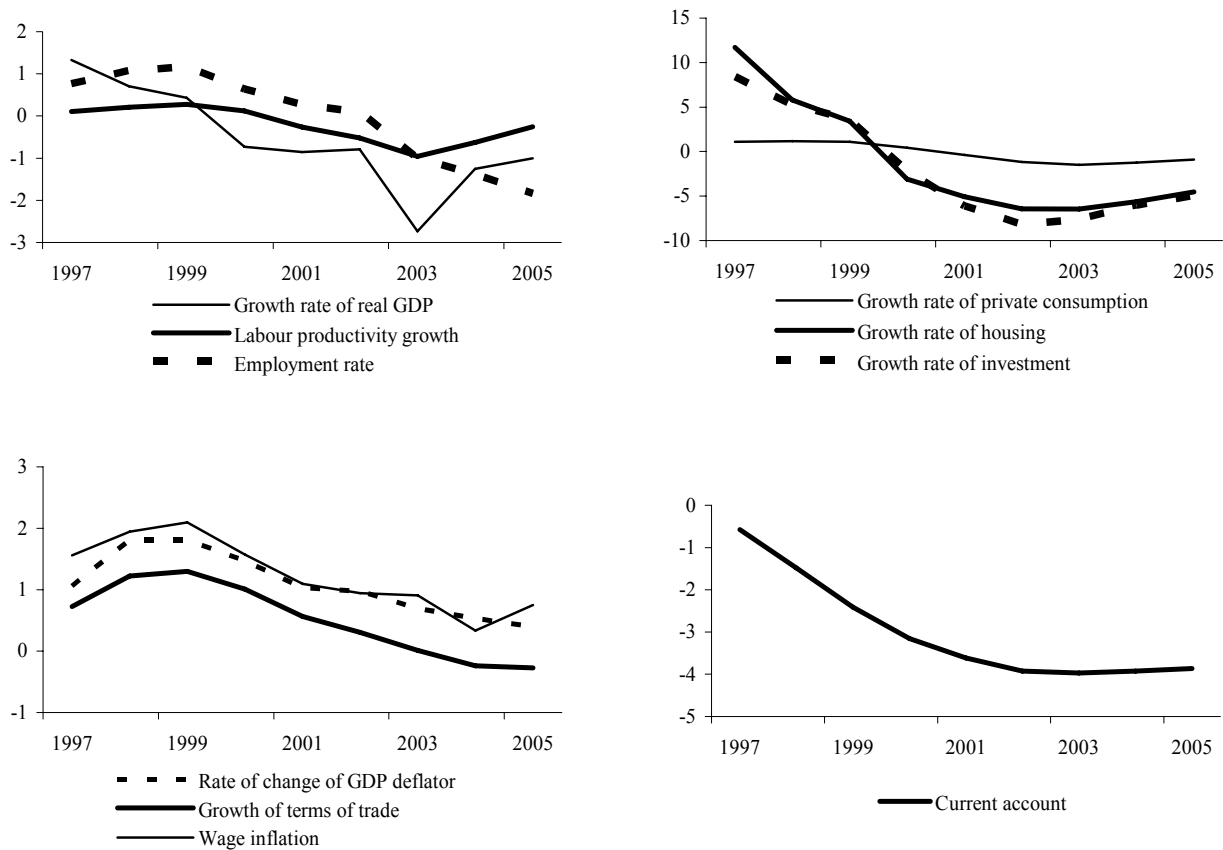 2
1
0
-1
-2
-3
1997 1999 2001 2003 2005
Growth rate of real GDP
Labour productivity growth
Employment rate
15
10
5
0
-5
-10
1997 1999 2001 2003 2005
Growth rate of private consumption
Growth rate of housing
Growth rate of investment
3
2
1
0
-1
1997 1999 2001 2003 2005
Rate of change of GDP deflator
Growth of terms of trade
Wage inflation
0
-1
-2
-3
-4
-5
1997 1999 2001 2003 2005
Current account